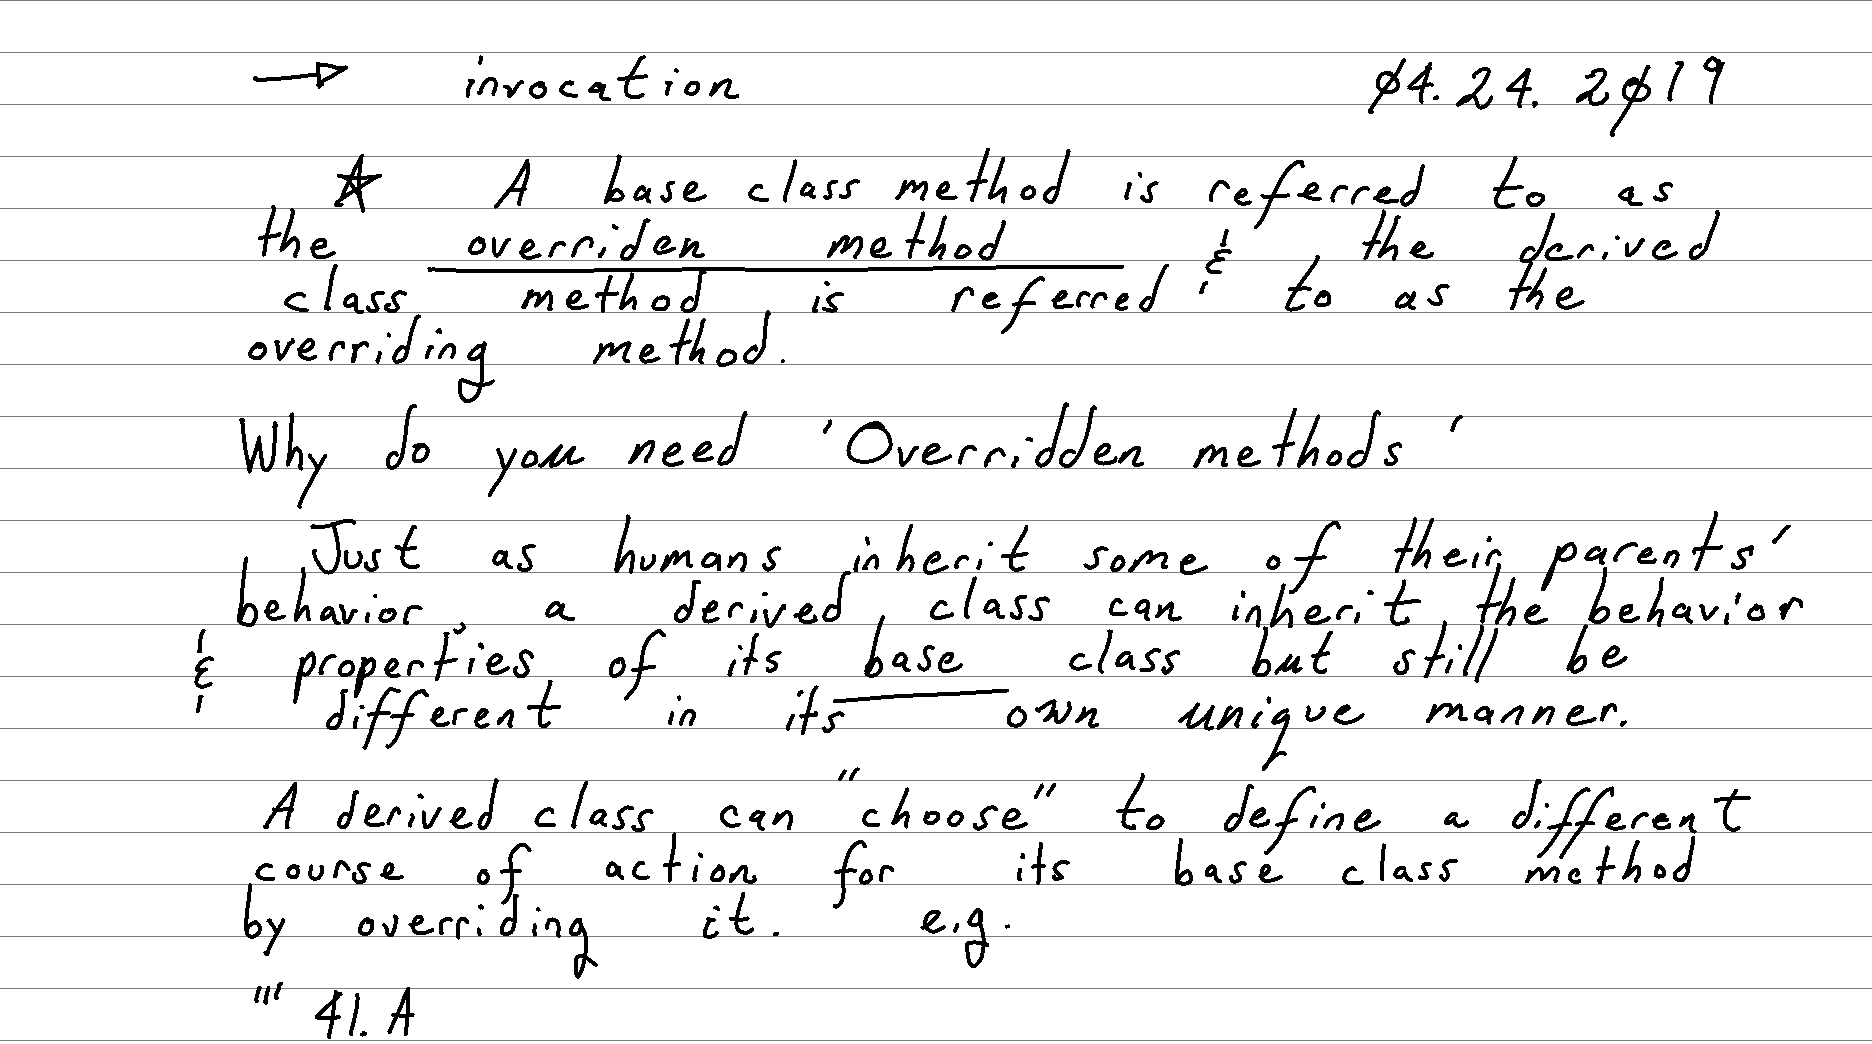 → invocation 04.24.2019
☆ A base class method is referred to as
the overriden method & the derived
class method is referred to as the
overriding method.
Why do you need 'Overridden methods'
Just as humans inherit some of their parents'
behavior, a derived class can inherit the behavior
& properties of its base class but still be
different in its own unique manner.
A derived class can "choose" to define a different
course of action for its base class method
by overriding it. e.g.
"' 41. A